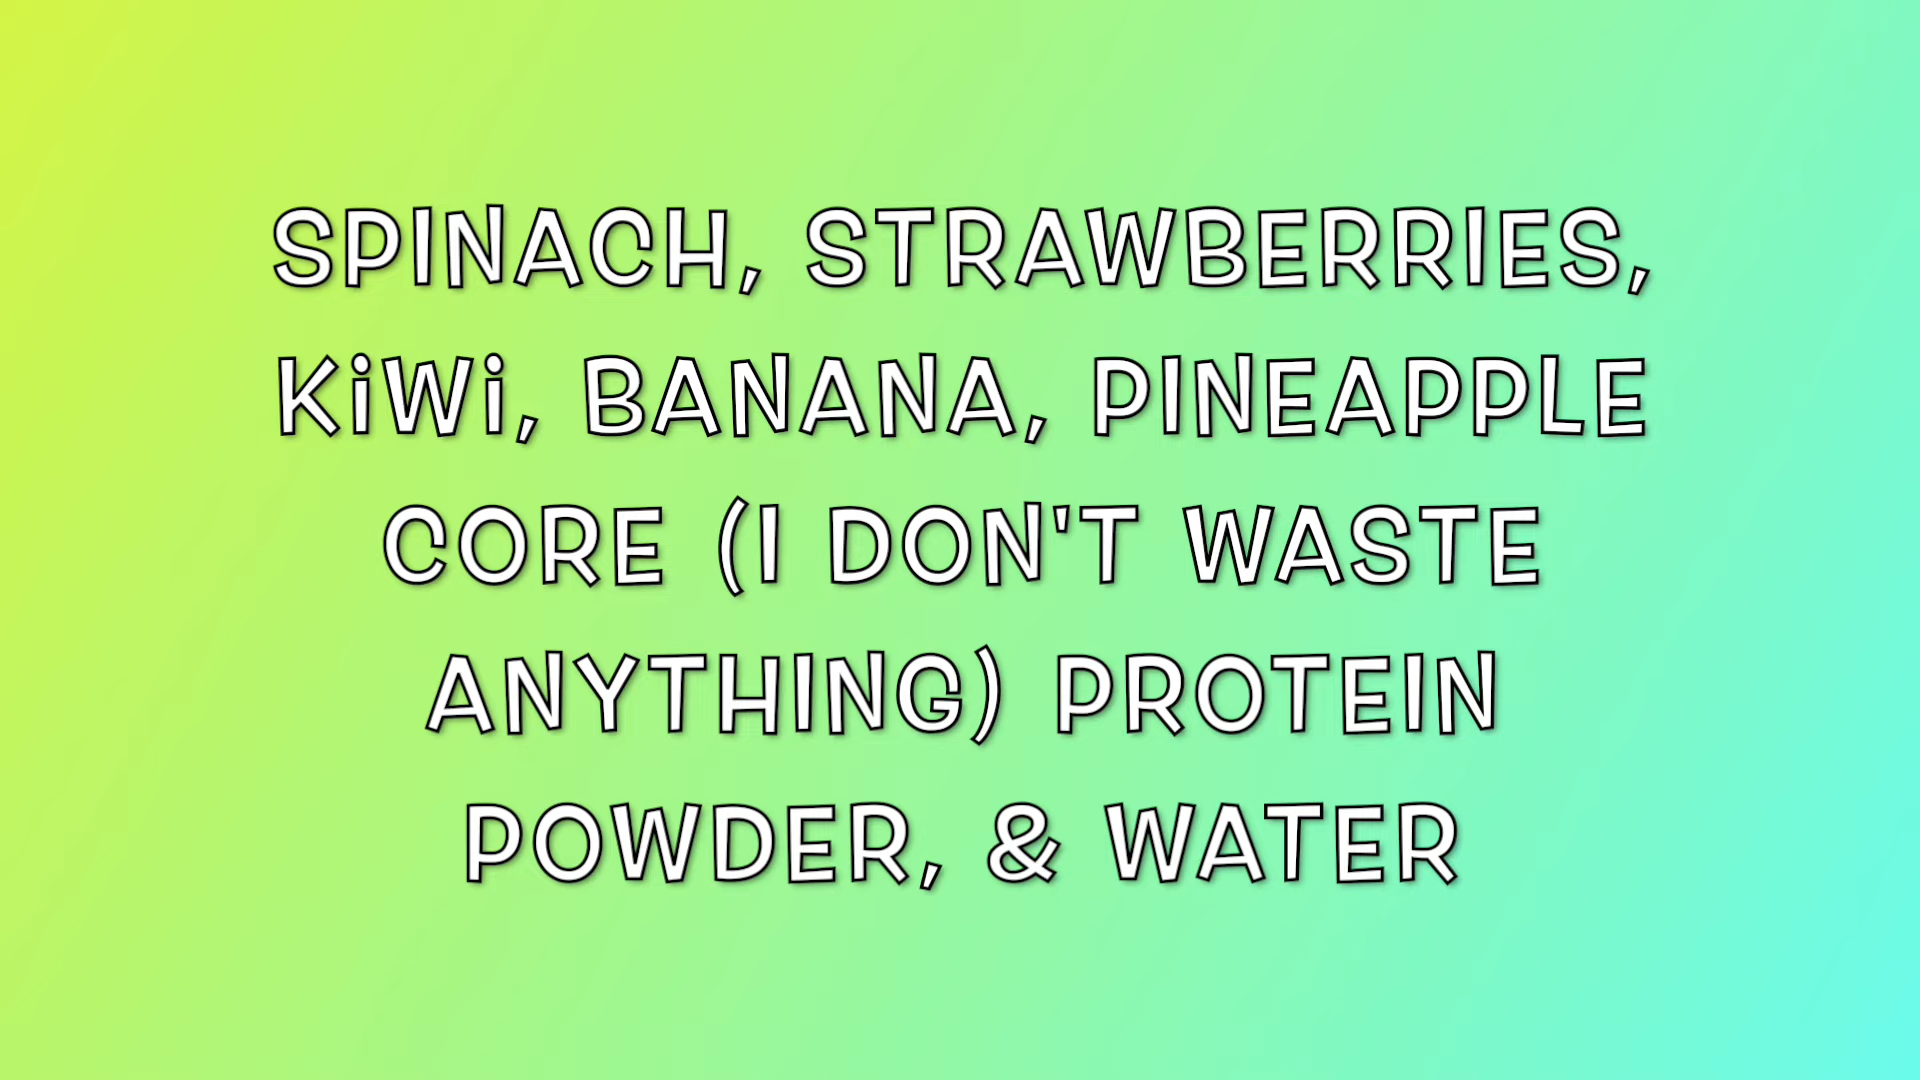 SPINACH, STRAWBERRIES,
KiWi, BANANA, PINEAPPLE
CORE (I DON'T WASTE
ANYTHING) PROTEIN
POWDER, & WATER